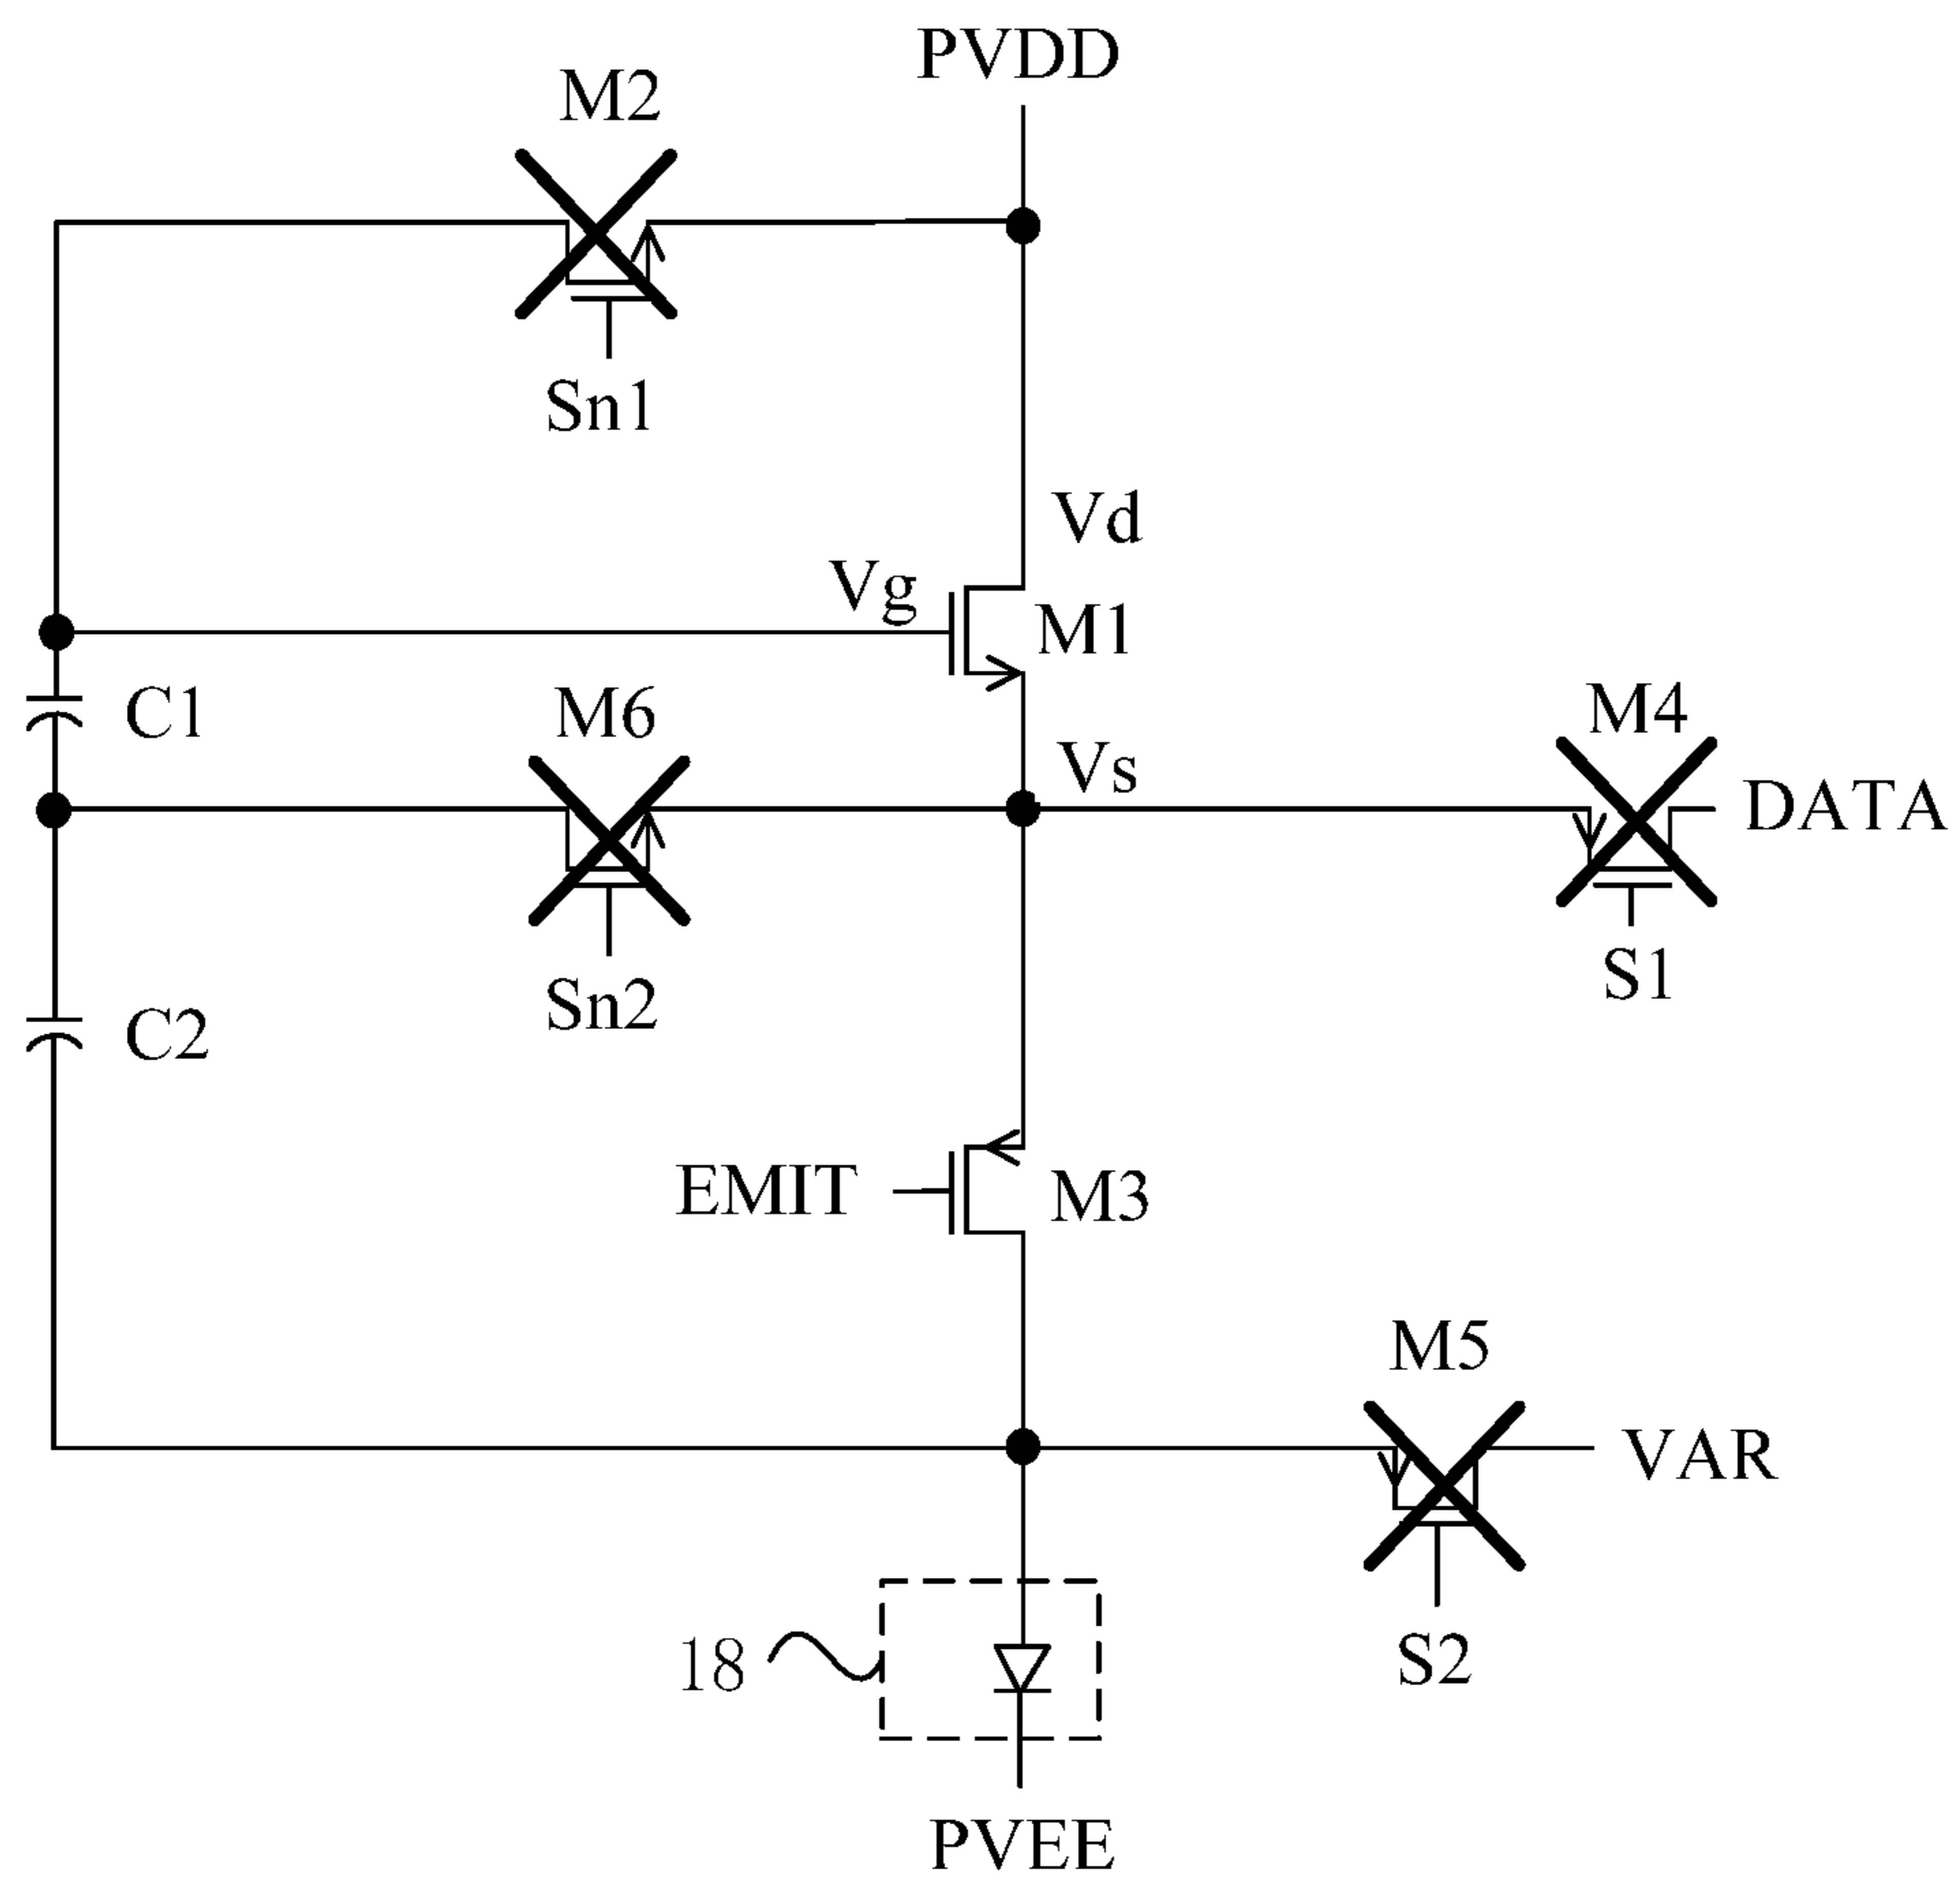 PVDD
M2
Sn1
Vd
Vg
M1
C1
M6
Vs
M4
DATA
Sn2
S1
C2
EMIT
M3
M5
VAR
18
S2
PVEE